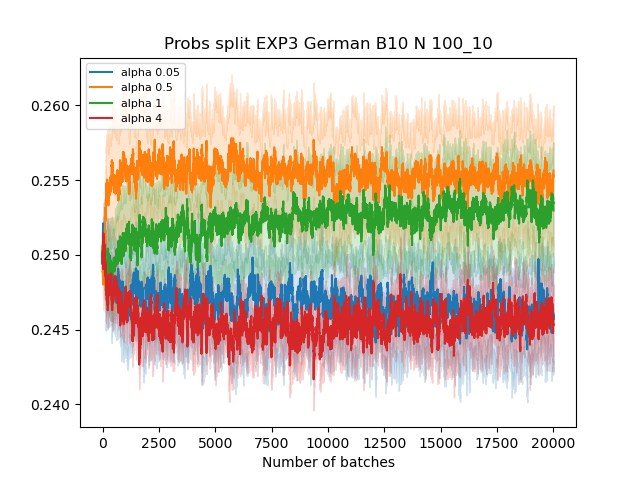 Probs split EXP3 German B10 N 100_10
alpha 0.05
alpha 0.5
alpha 1
alpha 4
0.260
0.255
0.250
0.245
0.240
0 2500 5000 7500 10000 12500 15000 17500 20000
Number of batches